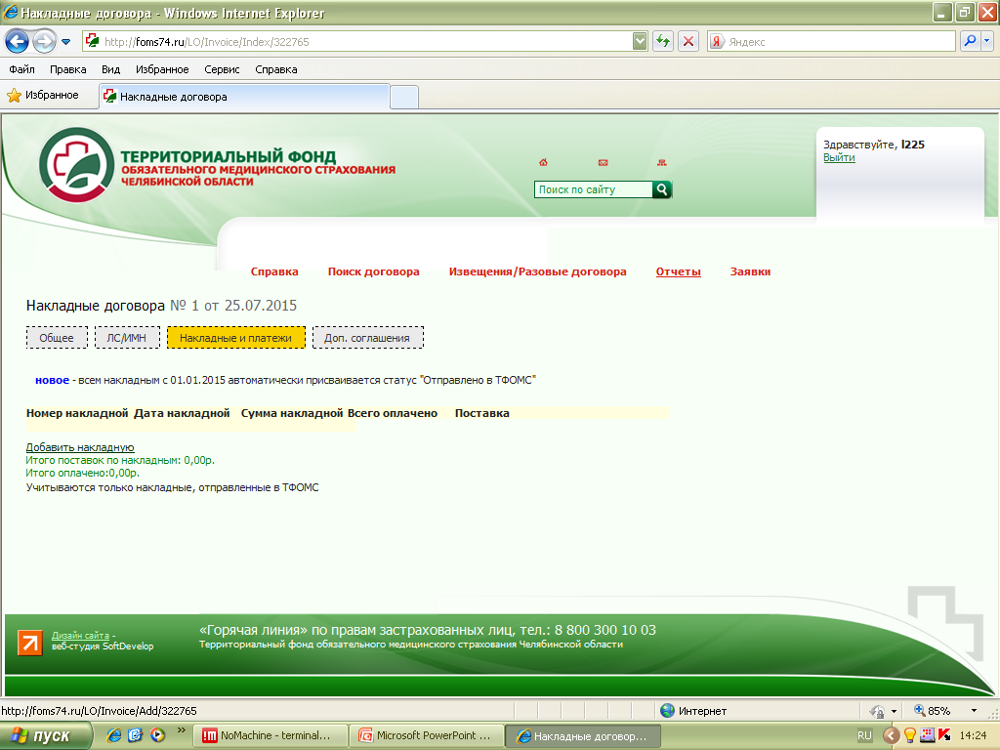 Накладные договора - Windows Internet Explorer
http://foms74.ru/LO/Invoice/Index/322765
Яндекс
Файл Правка Вид Избранное Сервис Справка
Избранное Накладные договора
ТЕРРИТОРИАЛЬНЫЙ ФОНД
ОБЯЗАТЕЛЬНОГО МЕДИЦИНСКОГО СТРАХОВАНИЯ
ЧЕЛЯБИНСКОЙ ОБЛАСТИ
Поиск по сайту
Здравствуйте, l225
Выйти
Справка Поиск договора Извещения/Разовые договора Отчеты Заявки
Накладные договора № 1 от 25.07.2015
Общее ЛС/ИМН Накладные и платежи Доп. соглашения
новое - всем накладным с 01.01.2015 автоматически присваивается статус "Отправлено в ТФОМС"
Номер накладной Дата накладной Сумма накладной Всего оплачено Поставка
Добавить накладную
Итого поставок по накладным: 0,00р.
Итого оплачено:0,00р.
Учитываются только накладные, отправленные в ТФОМС
Дизайн сайта -
веб-студия SoftDevelop
«Горячая линия» по правам застрахованных лиц, тел.: 8 800 300 10 03
Территориальный фонд обязательного медицинского страхования Челябинской области
http://foms74.ru/LO/Invoice/Add/322765 Интернет 85%
пуск NoMachine - terminal... Microsoft PowerPoint ... Накладные договор... RU 14:24